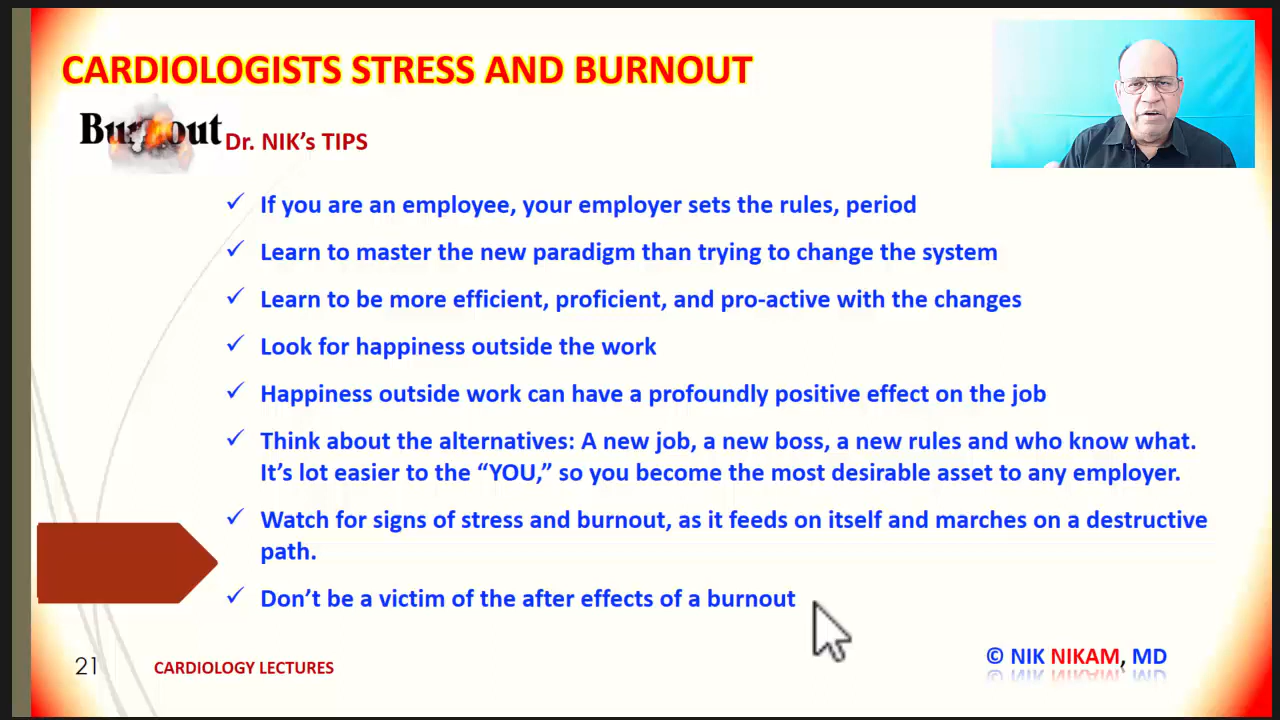 CARDIOLOGISTS STRESS AND BURNOUT
Burnout
Dr. NIK's TIPS
✓ If you are an employee, your employer sets the rules, period
✓ Learn to master the new paradigm than trying to change the system
✓ Learn to be more efficient, proficient, and pro-active with the changes
✓ Look for happiness outside the work
✓ Happiness outside work can have a profoundly positive effect on the job
✓ Think about the alternatives: A new job, a new boss, a new rules and who know what.
It's lot easier to the “YOU,” so you become the most desirable asset to any employer.
✓ Watch for signs of stress and burnout, as it feeds on itself and marches on a destructive
path.
✓ Don't be a victim of the after effects of a burnout
21
CARDIOLOGY LECTURES
© NIK NIKAM, MD